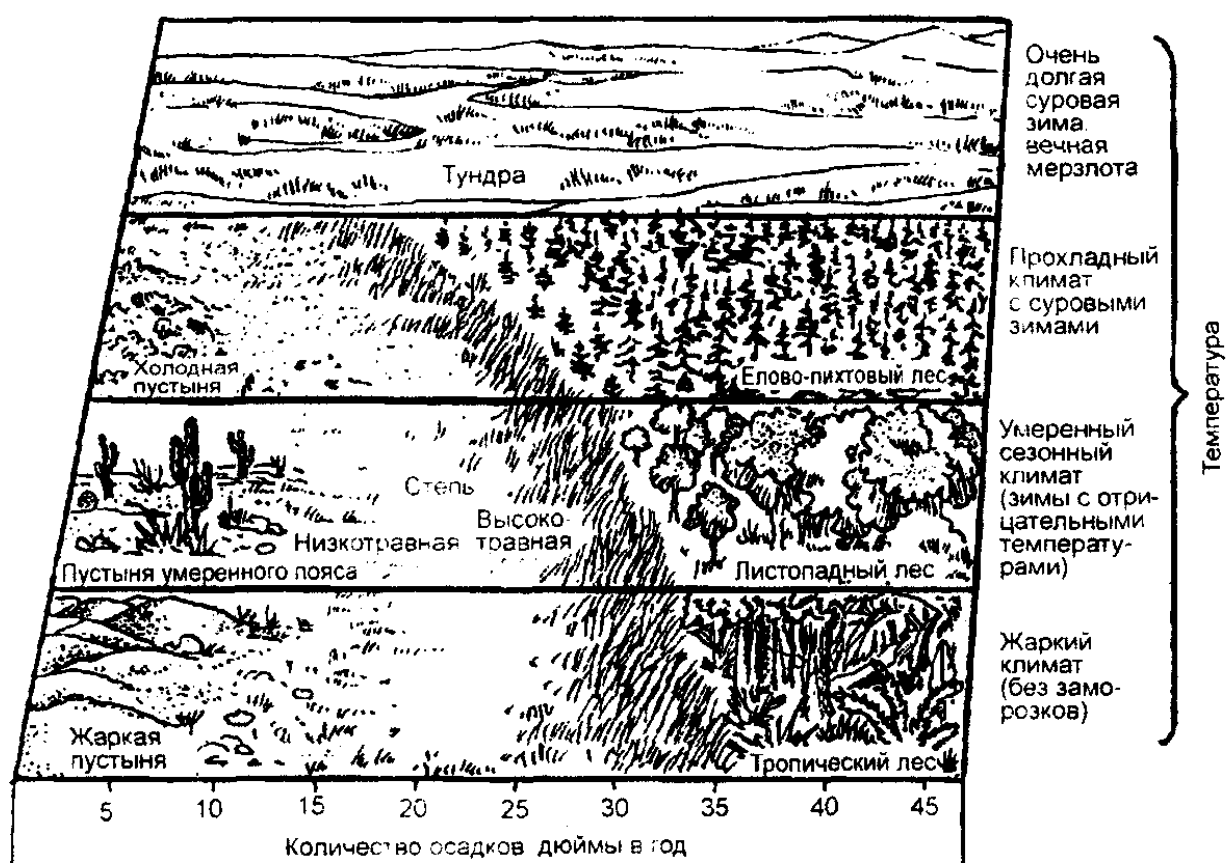 Очень
долгая
суровая
зима.
вечная
мерзлота
Тундра
Прохладный
климат
с суровыми
зимами
Холодная
пустыня
Елово-пихтовый лес
Температура
Умеренный
сезонный
климат
(зимы с отри-
цательными
температу-
рами)
Степь
Высоко-
Низкотравная травная
Пустыня умеренного пояса
Листопадный лес
Жаркий
климат
(без замо-
розков)
Жаркая
пустыня
Тропический лес
5 10 15 20 25 30 35 40 45
Количество осадков дюймы в год